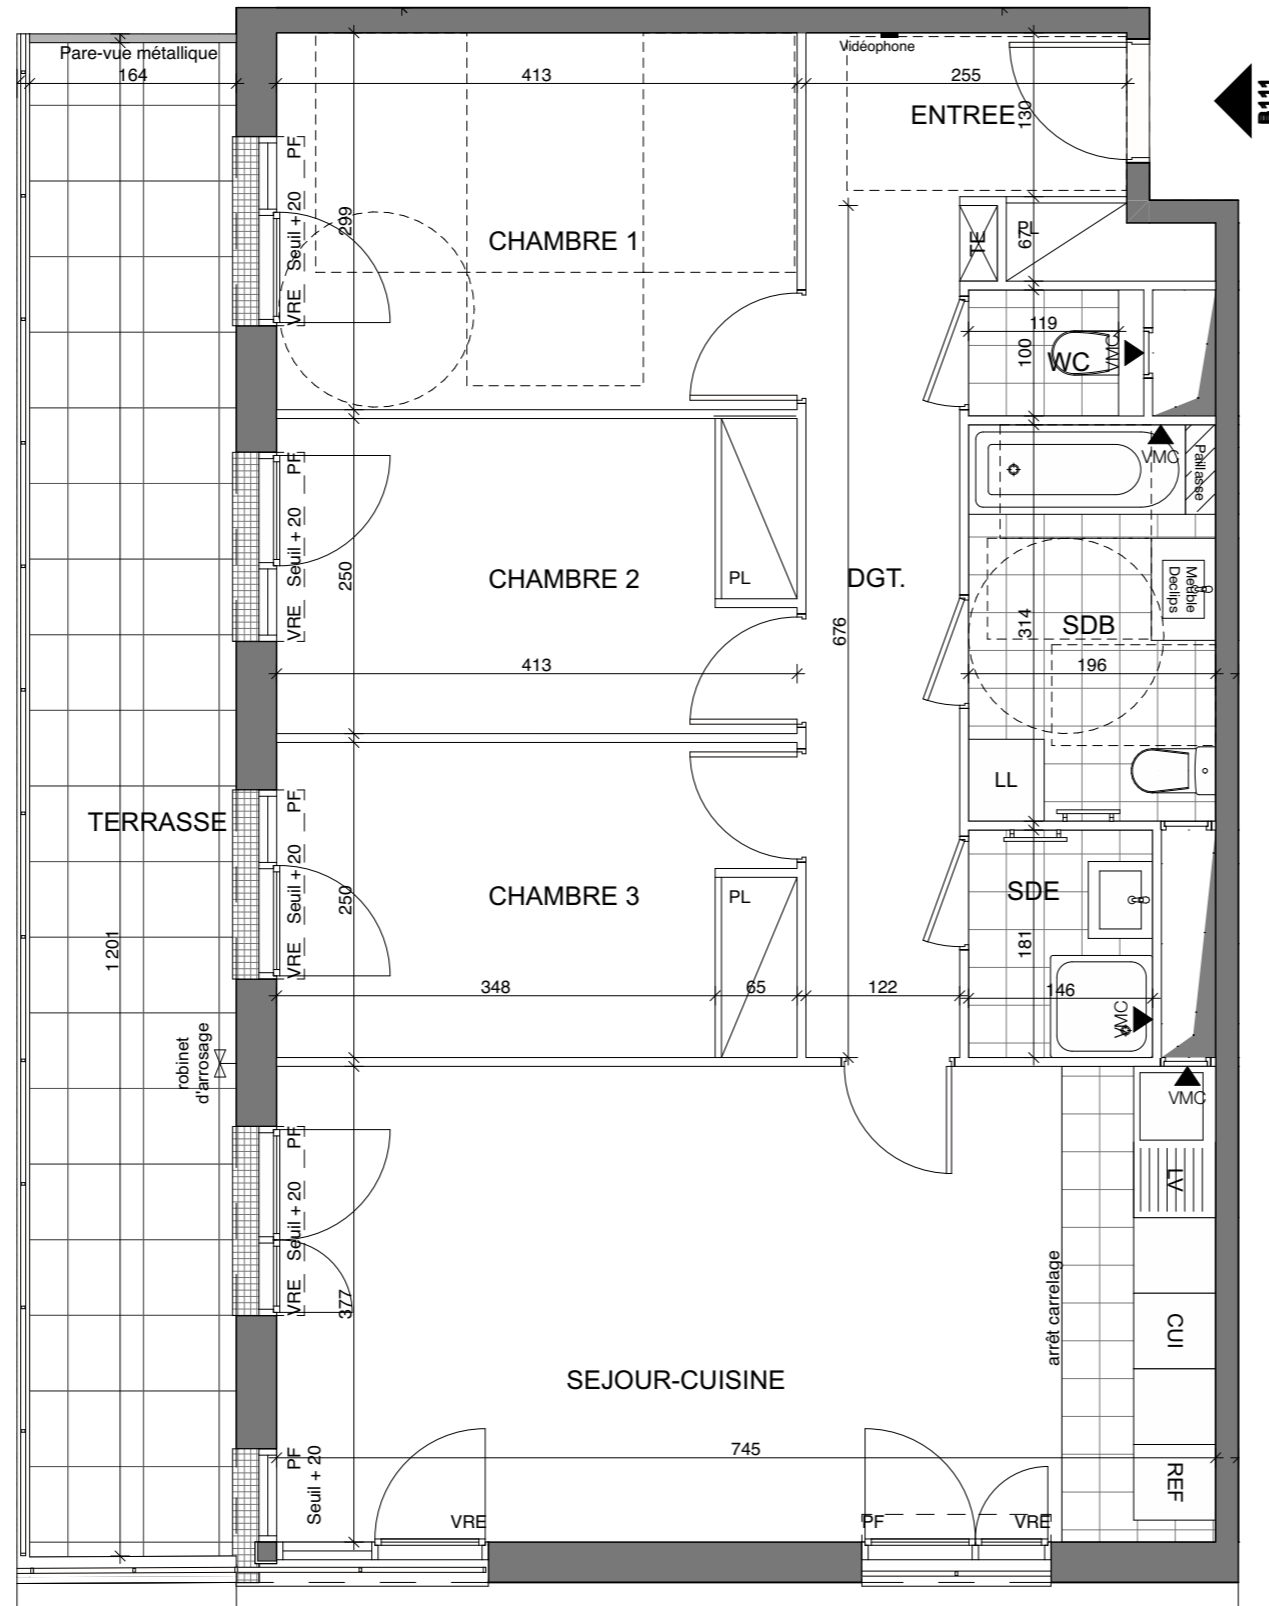 Pare-vue métallique
164
413
Vidéophone
255
ENTREE
130
B111
PF
Seuil + 20
VRE
299
CHAMBRE 1
TE
PL
67
119
100
WC
VMC
PF
Seuil + 20
VRE
250
CHAMBRE 2
PL
413
DGT.
676
VMC
Paillasse
Meuble
Declips
314
SDB
196
LL
TERRASSE
1201
PF
Seuil + 20
VRE
250
CHAMBRE 3
PL
348
65
122
SDE
181
146
VMC
robinet
d'arrosage
VMC
LV
PF
Seuil + 20
VRE
377
arrêt carrelage
CUI
SEJOUR-CUISINE
745
REF
PF
Seuil + 20
VRE
PF
VRE